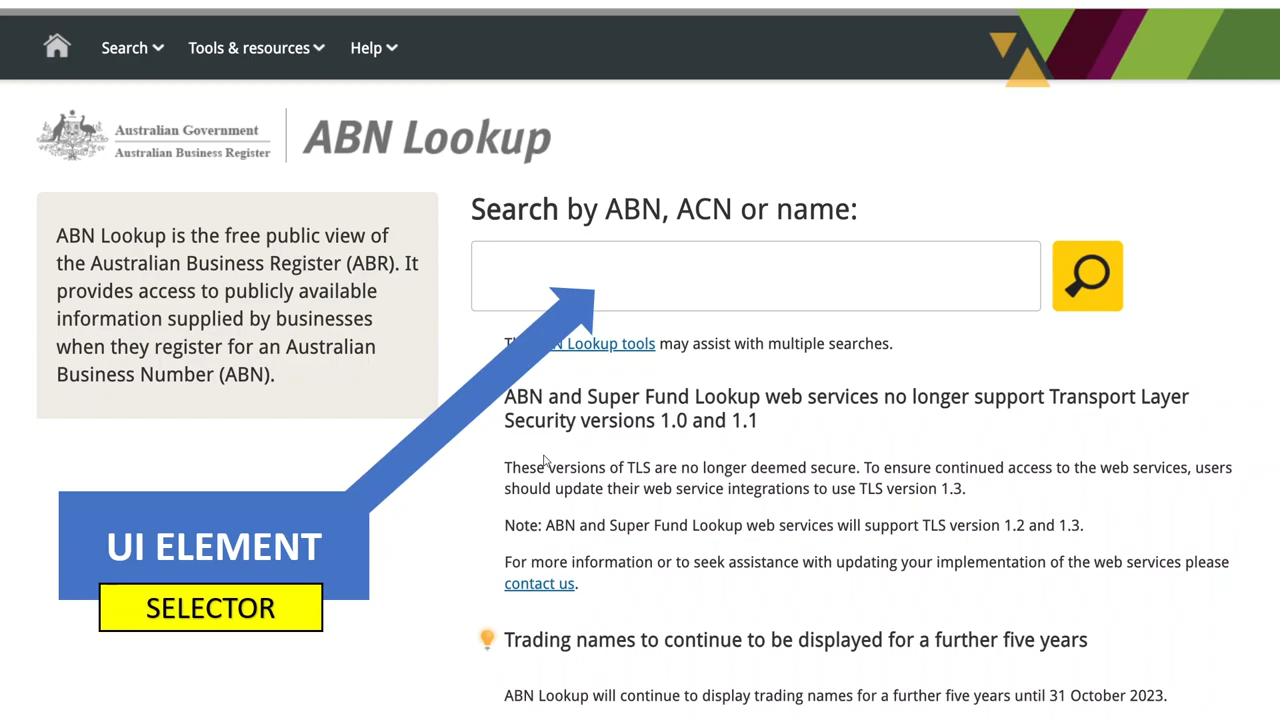 Search Tools & resources Help
Australian Government
Australian Business Register
ABN Lookup
ABN Lookup is the free public view of
the Australian Business Register (ABR). It
provides access to publicly available
information supplied by businesses
when they register for an Australian
Business Number (ABN).
Search by ABN, ACN or name:
Lookup tools may assist with multiple searches.
ABN and Super Fund Lookup web services no longer support Transport Layer
Security versions 1.0 and 1.1
These versions of TLS are no longer deemed secure. To ensure continued access to the web services, users
should update their web service integrations to use TLS version 1.3.
Note: ABN and Super Fund Lookup web services will support TLS version 1.2 and 1.3.
For more information or to seek assistance with updating your implementation of the web services please
contact us.
UI ELEMENT
SELECTOR
Trading names to continue to be displayed for a further five years
ABN Lookup will continue to display trading names for a further five years until 31 October 2023.